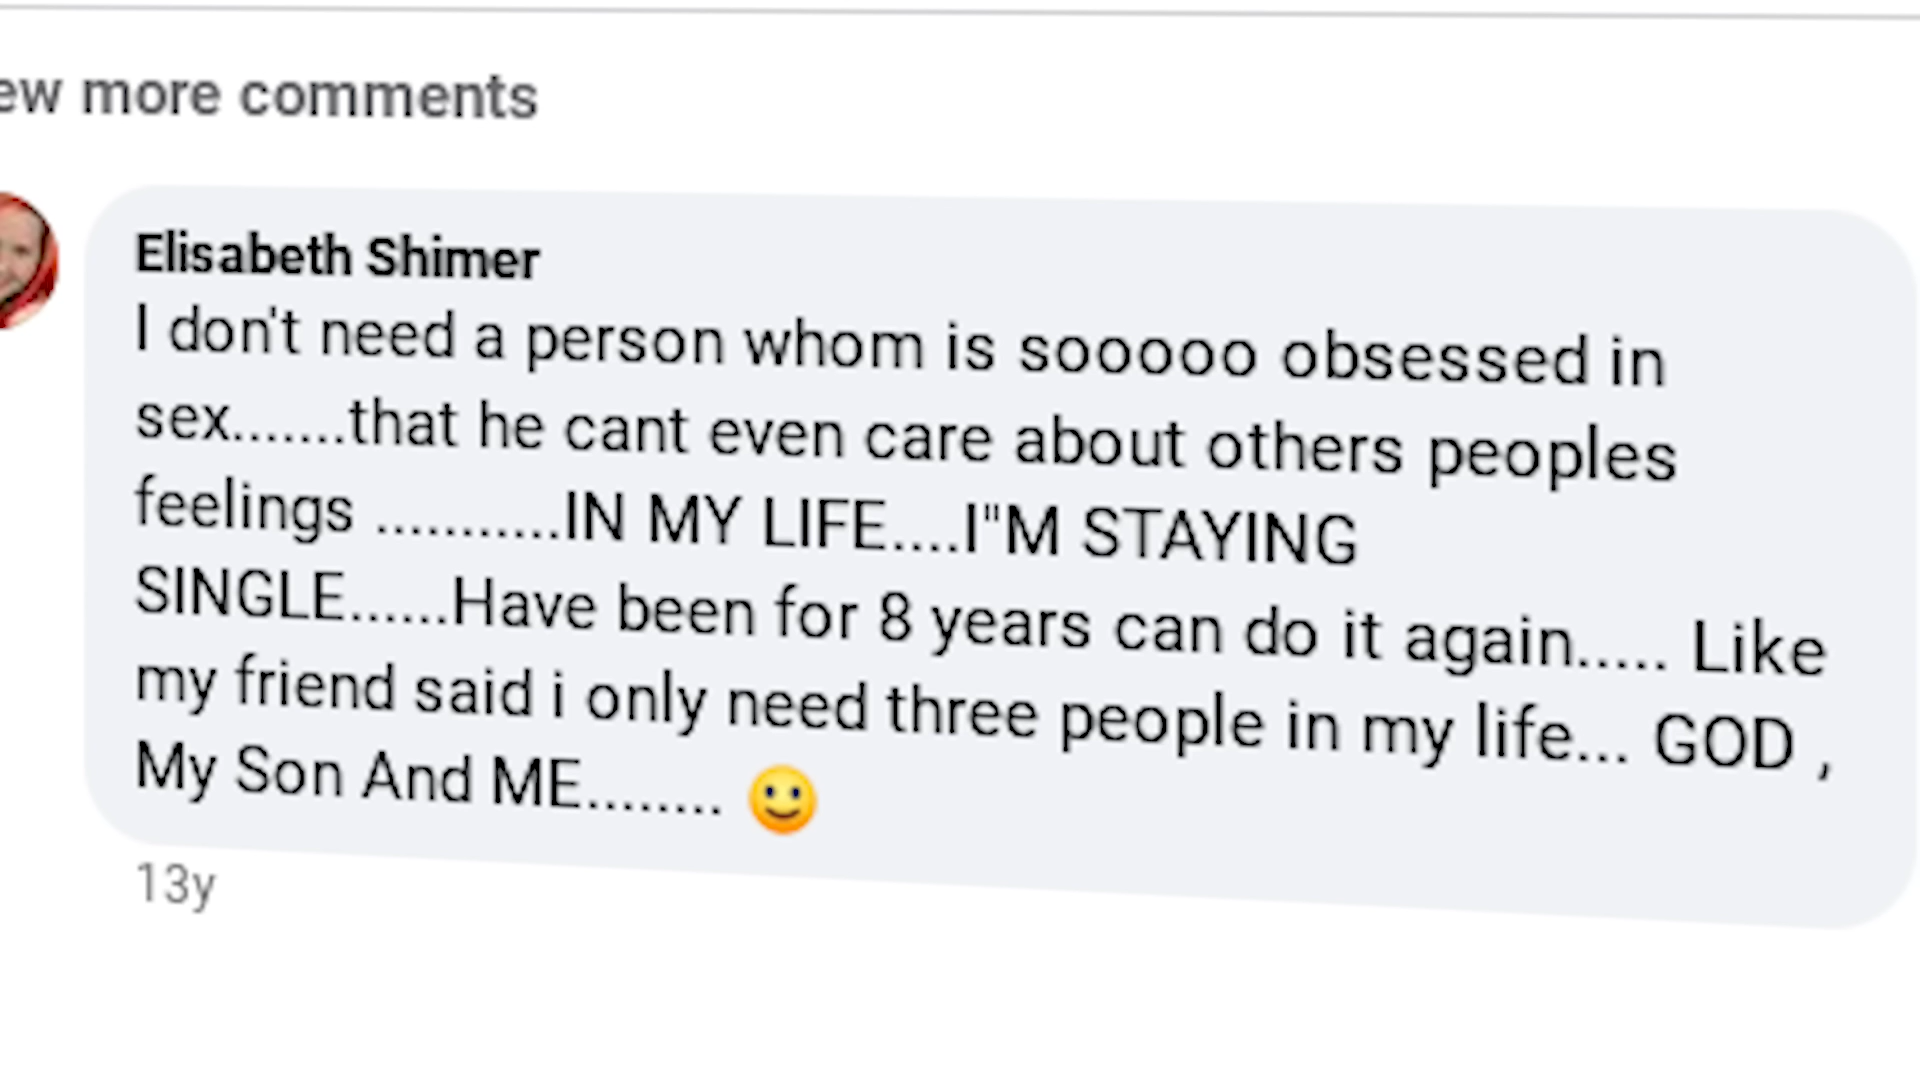 ew more comments
Elisabeth Shimer
I don't need a person whom is sooooo obsessed in
sex.......that he cant even care about others peoples
feelings ...........IN MY LIFE....I"M STAYING
SINGLE......Have been for 8 years can do it again..... Like
my friend said i only need three people in my life... GOD ,
My Son And ME........ 🙂
13y